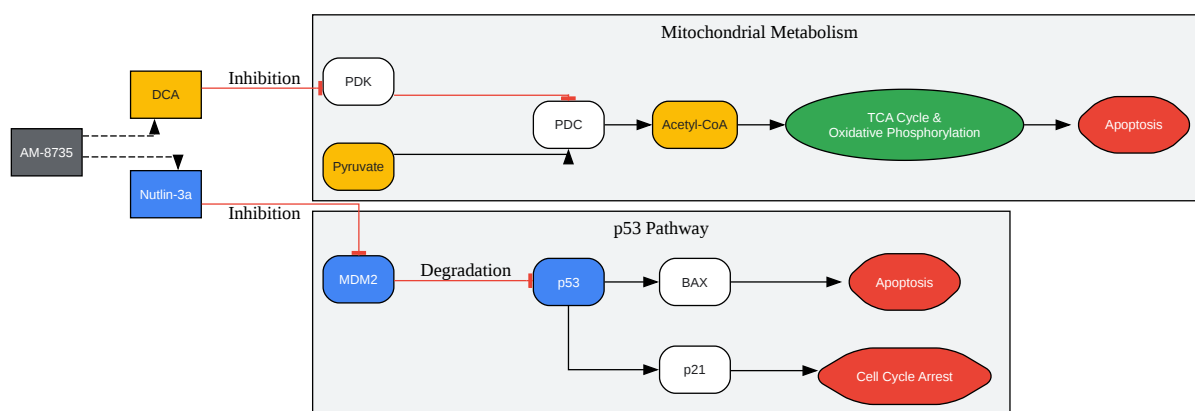 Mitochondrial Metabolism
Inhibition
PDK
DCA
PDC
Acetyl-CoA
TCA Cycle &
Oxidative Phosphorylation
Apoptosis
AM-8735
Pyruvate
Nutlin-3a
Inhibition
p53 Pathway
MDM2
Degradation
p53
BAX
Apoptosis
p21
Cell Cycle Arrest